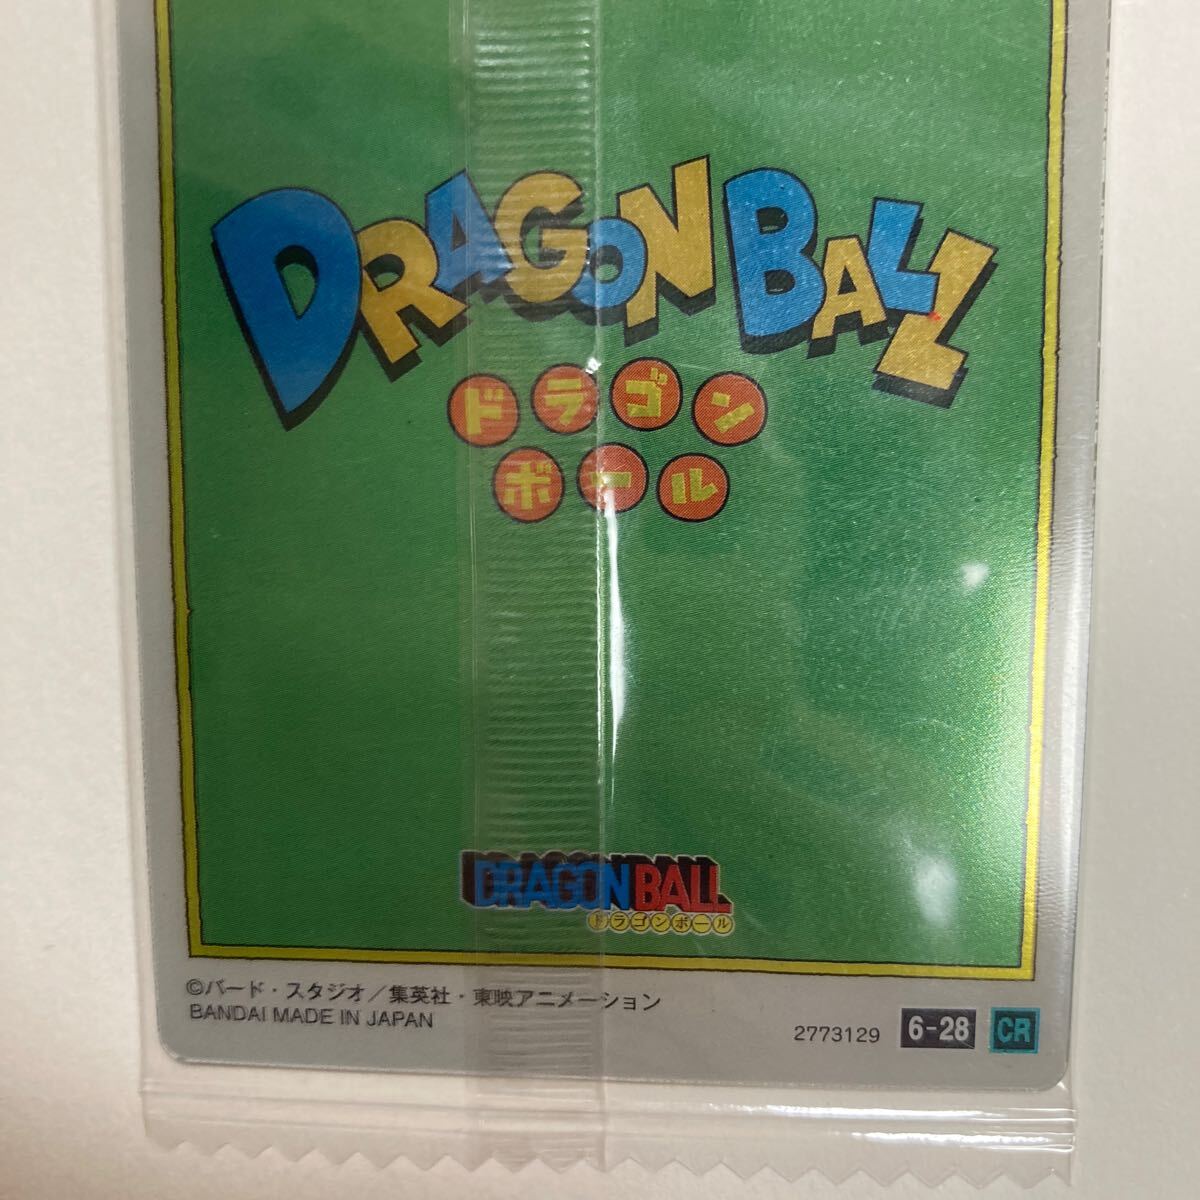 DRAGON BALL
ドラゴン
ボール
DRAGON BALL
ドラゴンボール
©バード・スタジオ／集英社・東映アニメーション
BANDAI MADE IN JAPAN
2773129 6-28 CR